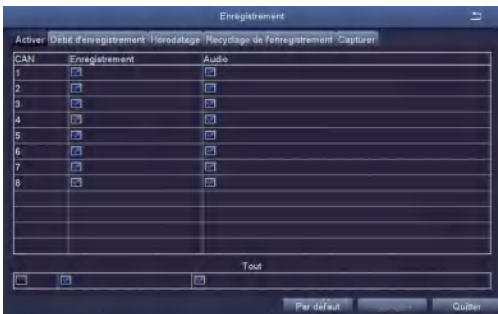 Enregistrement
Activer Débit d'enregistrement Horodatage Recyclage de l'enregistrement Capturer
CAN Enregistrement Audio
1
2
3
4
5
6
7
8
Tout
Par défaut Quitter